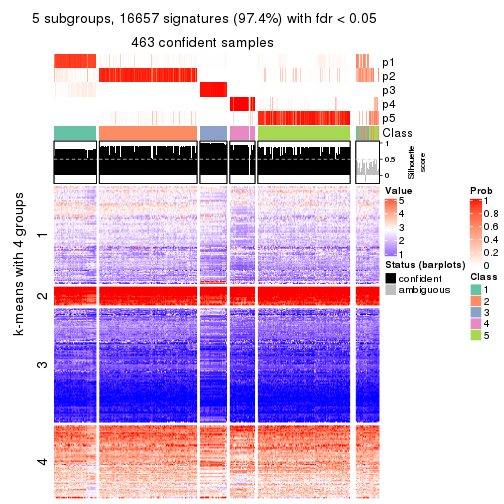 5 subgroups, 16657 signatures (97.4%) with fdr < 0.05
463 confident samples
p1
p2
p3
p4
p5
Class
1
0.5
0
Silhouette
score
k-means with 4 groups
1
2
3
4
Value
5
4
3
2
1
Status (barplots)
confident
ambiguous
Prob
1
0.8
0.6
0.4
0.2
0
Class
1
2
3
4
5